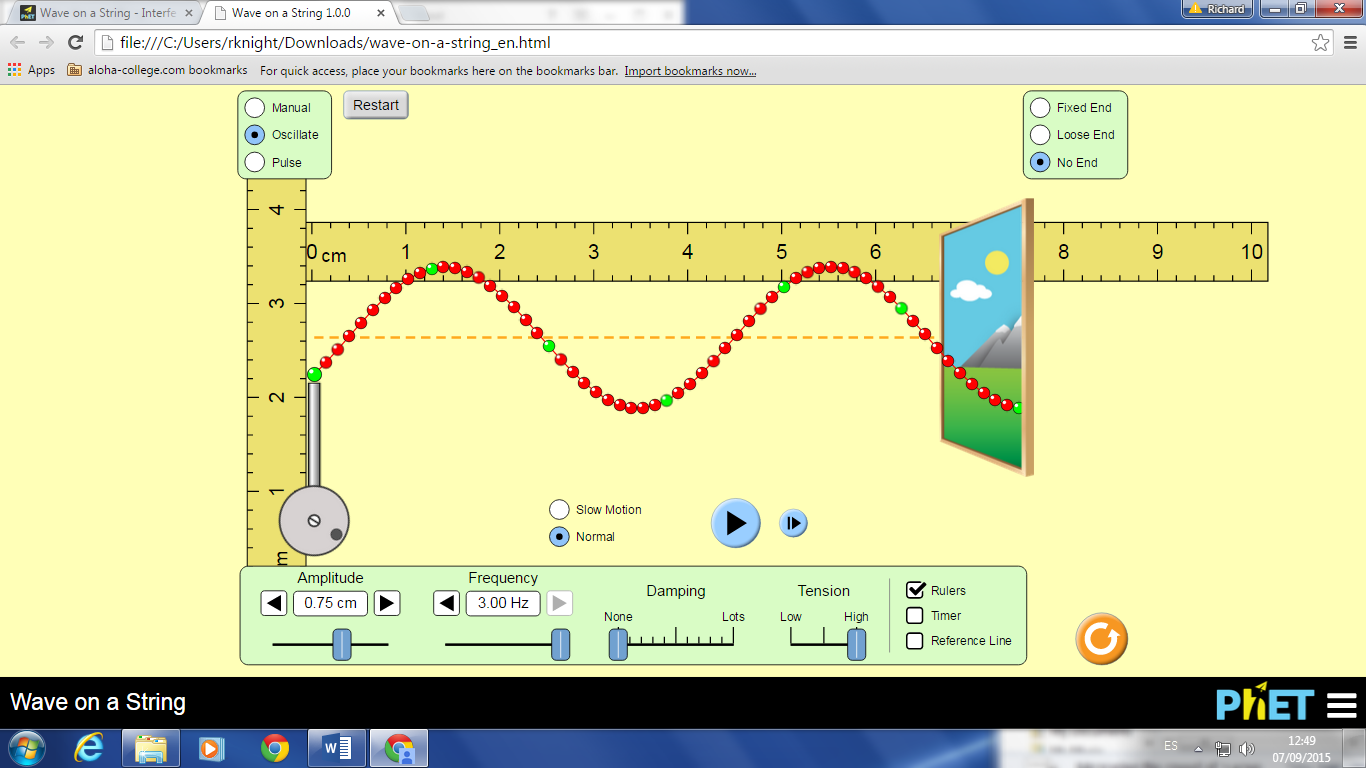 Wave on a String - Interfe
Wave on a String 1.0.0
Richard
file:///C:/Users/rknight/Downloads/wave-on-a-string_en.html
Apps
aloha-college.com bookmarks
For quick access, place your bookmarks here on the bookmarks bar. Import bookmarks now...
Manual
Oscillate
Pulse
Restart
Fixed End
Loose End
No End
4
3
2
1
0 cm 1 2 3 4 5 6 8 9 10
Slow Motion
Normal
Amplitude
0.75 cm
Frequency
3.00 Hz
Damping
None
Lots
Tension
Low
High
Rulers
Timer
Reference Line
Wave on a String
PhET
ES
12:49
07/09/2015